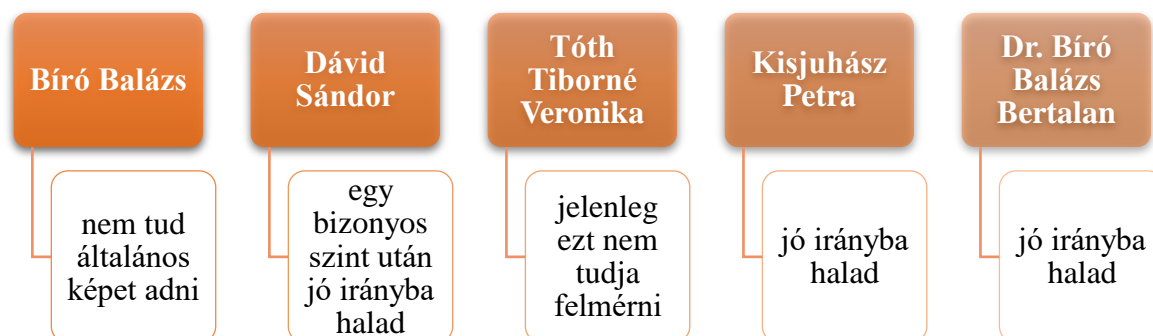 Bíró Balázs
nem tud
általános
képet adni
Dávid
Sándor
egy
bizonyos
szint után
jó irányba
halad
Tóth
Tiborné
Veronika
jelenleg
ezt nem
tudja
felmérni
Kisjuhász
Petra
jó irányba
halad
Dr. Bíró
Balázs
Bertalan
jó irányba
halad